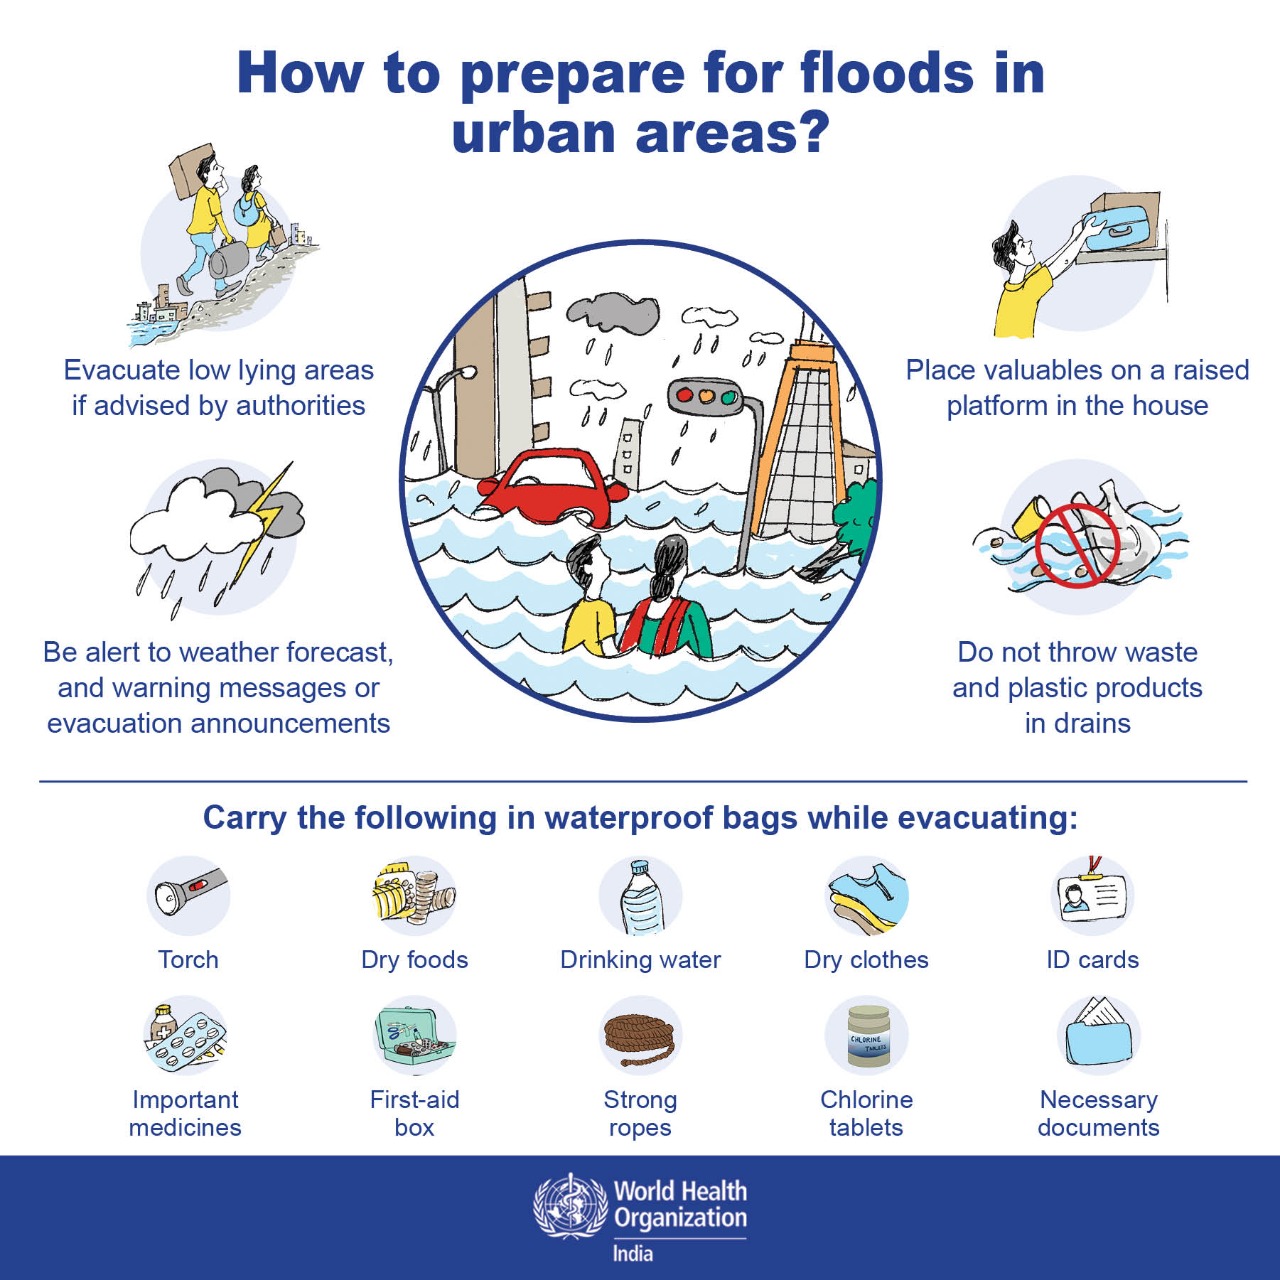 How to prepare for floods in
urban areas?
Evacuate low lying areas
if advised by authorities
Place valuables on a raised
platform in the house
Be alert to weather forecast,
and warning messages or
evacuation announcements
Do not throw waste
and plastic products
in drains
Carry the following in waterproof bags while evacuating:
Torch
Dry foods
Drinking water
Dry clothes
ID cards
CHLORINE
TABLETS
Important
medicines
First-aid
box
Strong
ropes
Chlorine
tablets
Necessary
documents
World Health
Organization
India